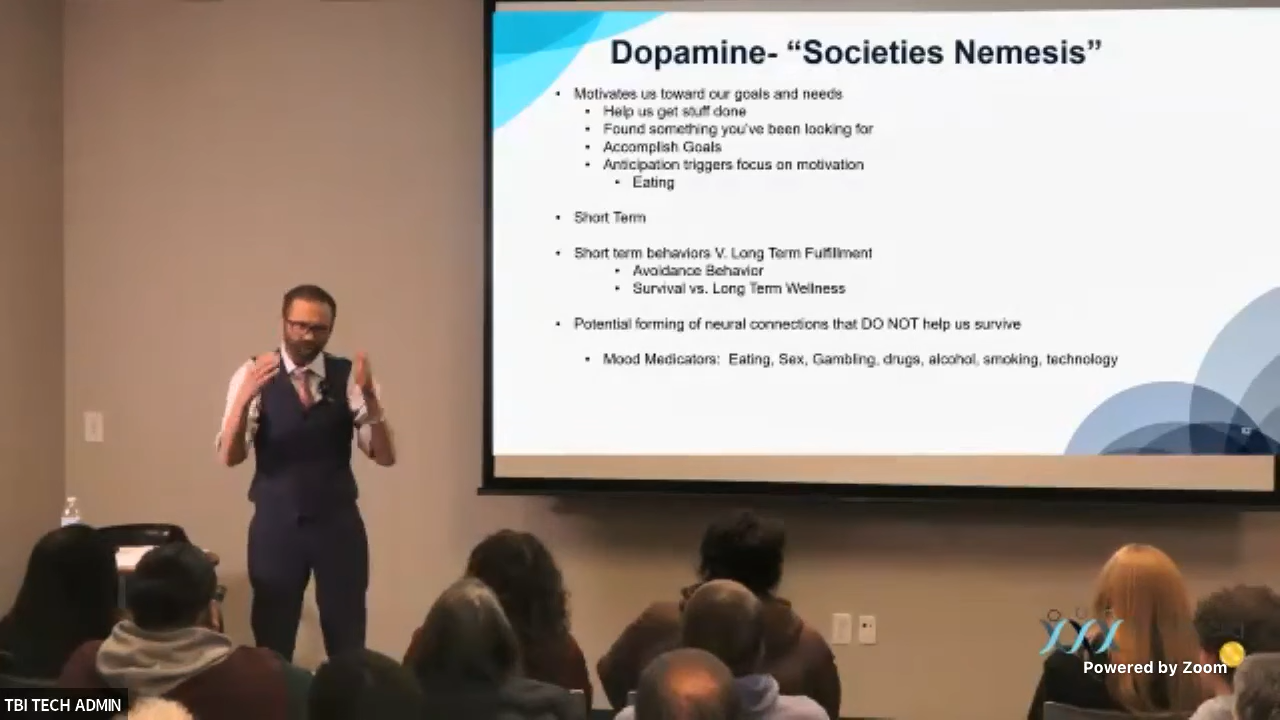 Dopamine- “Societies Nemesis”
• Motivates us toward our goals and needs
• Help us get stuff done
• Found something you've been looking for
• Accomplish Goals
• Anticipation triggers focus on motivation
• Eating
• Short Term
• Short term behaviors V. Long Term Fulfillment
• Avoidance Behavior
• Survival vs. Long Term Wellness
• Potential forming of neural connections that DO NOT help us survive
• Mood Medicators: Eating, Sex, Gambling, drugs, alcohol, smoking, technology
Powered by Zoom
TBI TECH ADMIN